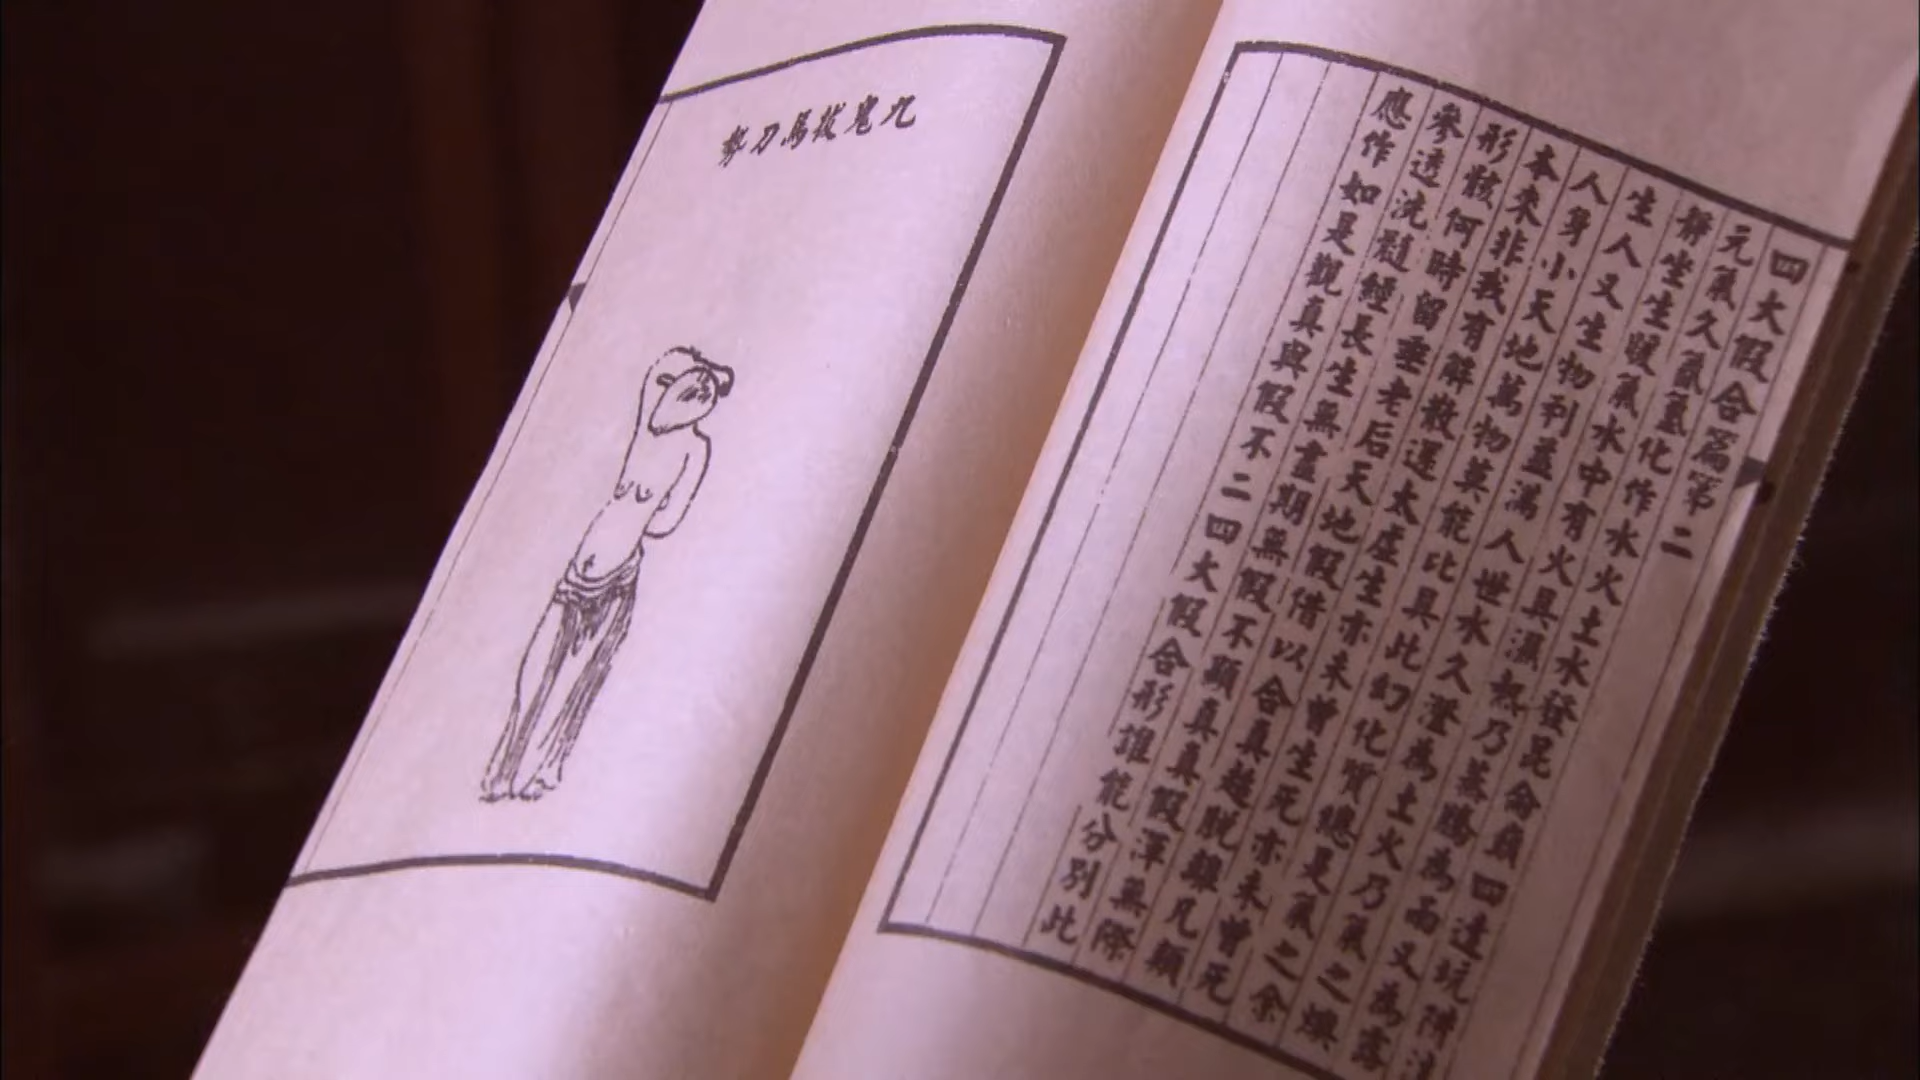 四大假合篇第二
元氣久氤氳化作水火土水發昆侖巔四達坑阱注
靜坐生暖氣水中有火具濕熱乃蒸騰為雨又為露
生人又生物利益滿人世水久澄為土火乃氣之燠
人身小天地萬物莫能比具此幻化質總是氣之余
本來非我有解散還太虛生亦未曾生死亦未曾死
形骸何時留垂老后天地假借以合真超脫離凡類
參透洗髓經長生無盡期無假不顯真真假渾無際
應作如是觀真與假不二四大假合形誰能分別此
九鬼拔馬刀勢